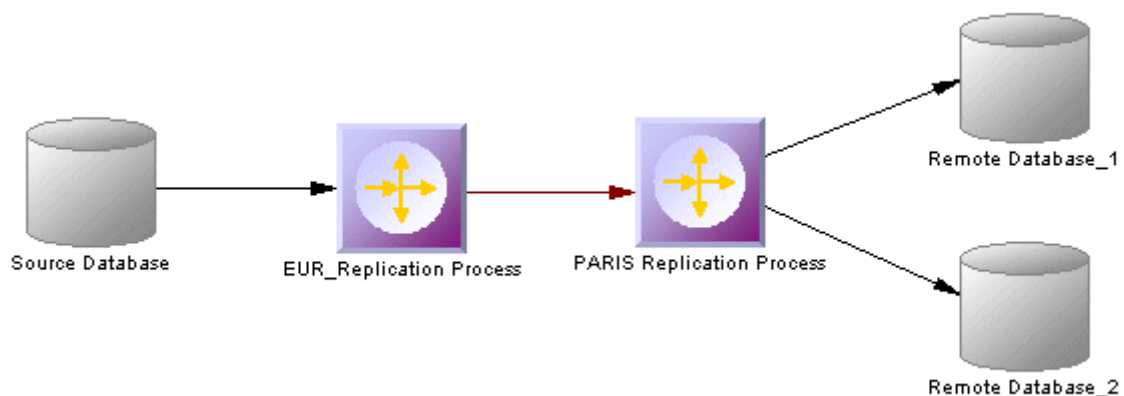 Source Database
EUR_Replication Process
PARIS Replication Process
Remote Database_1
Remote Database_2